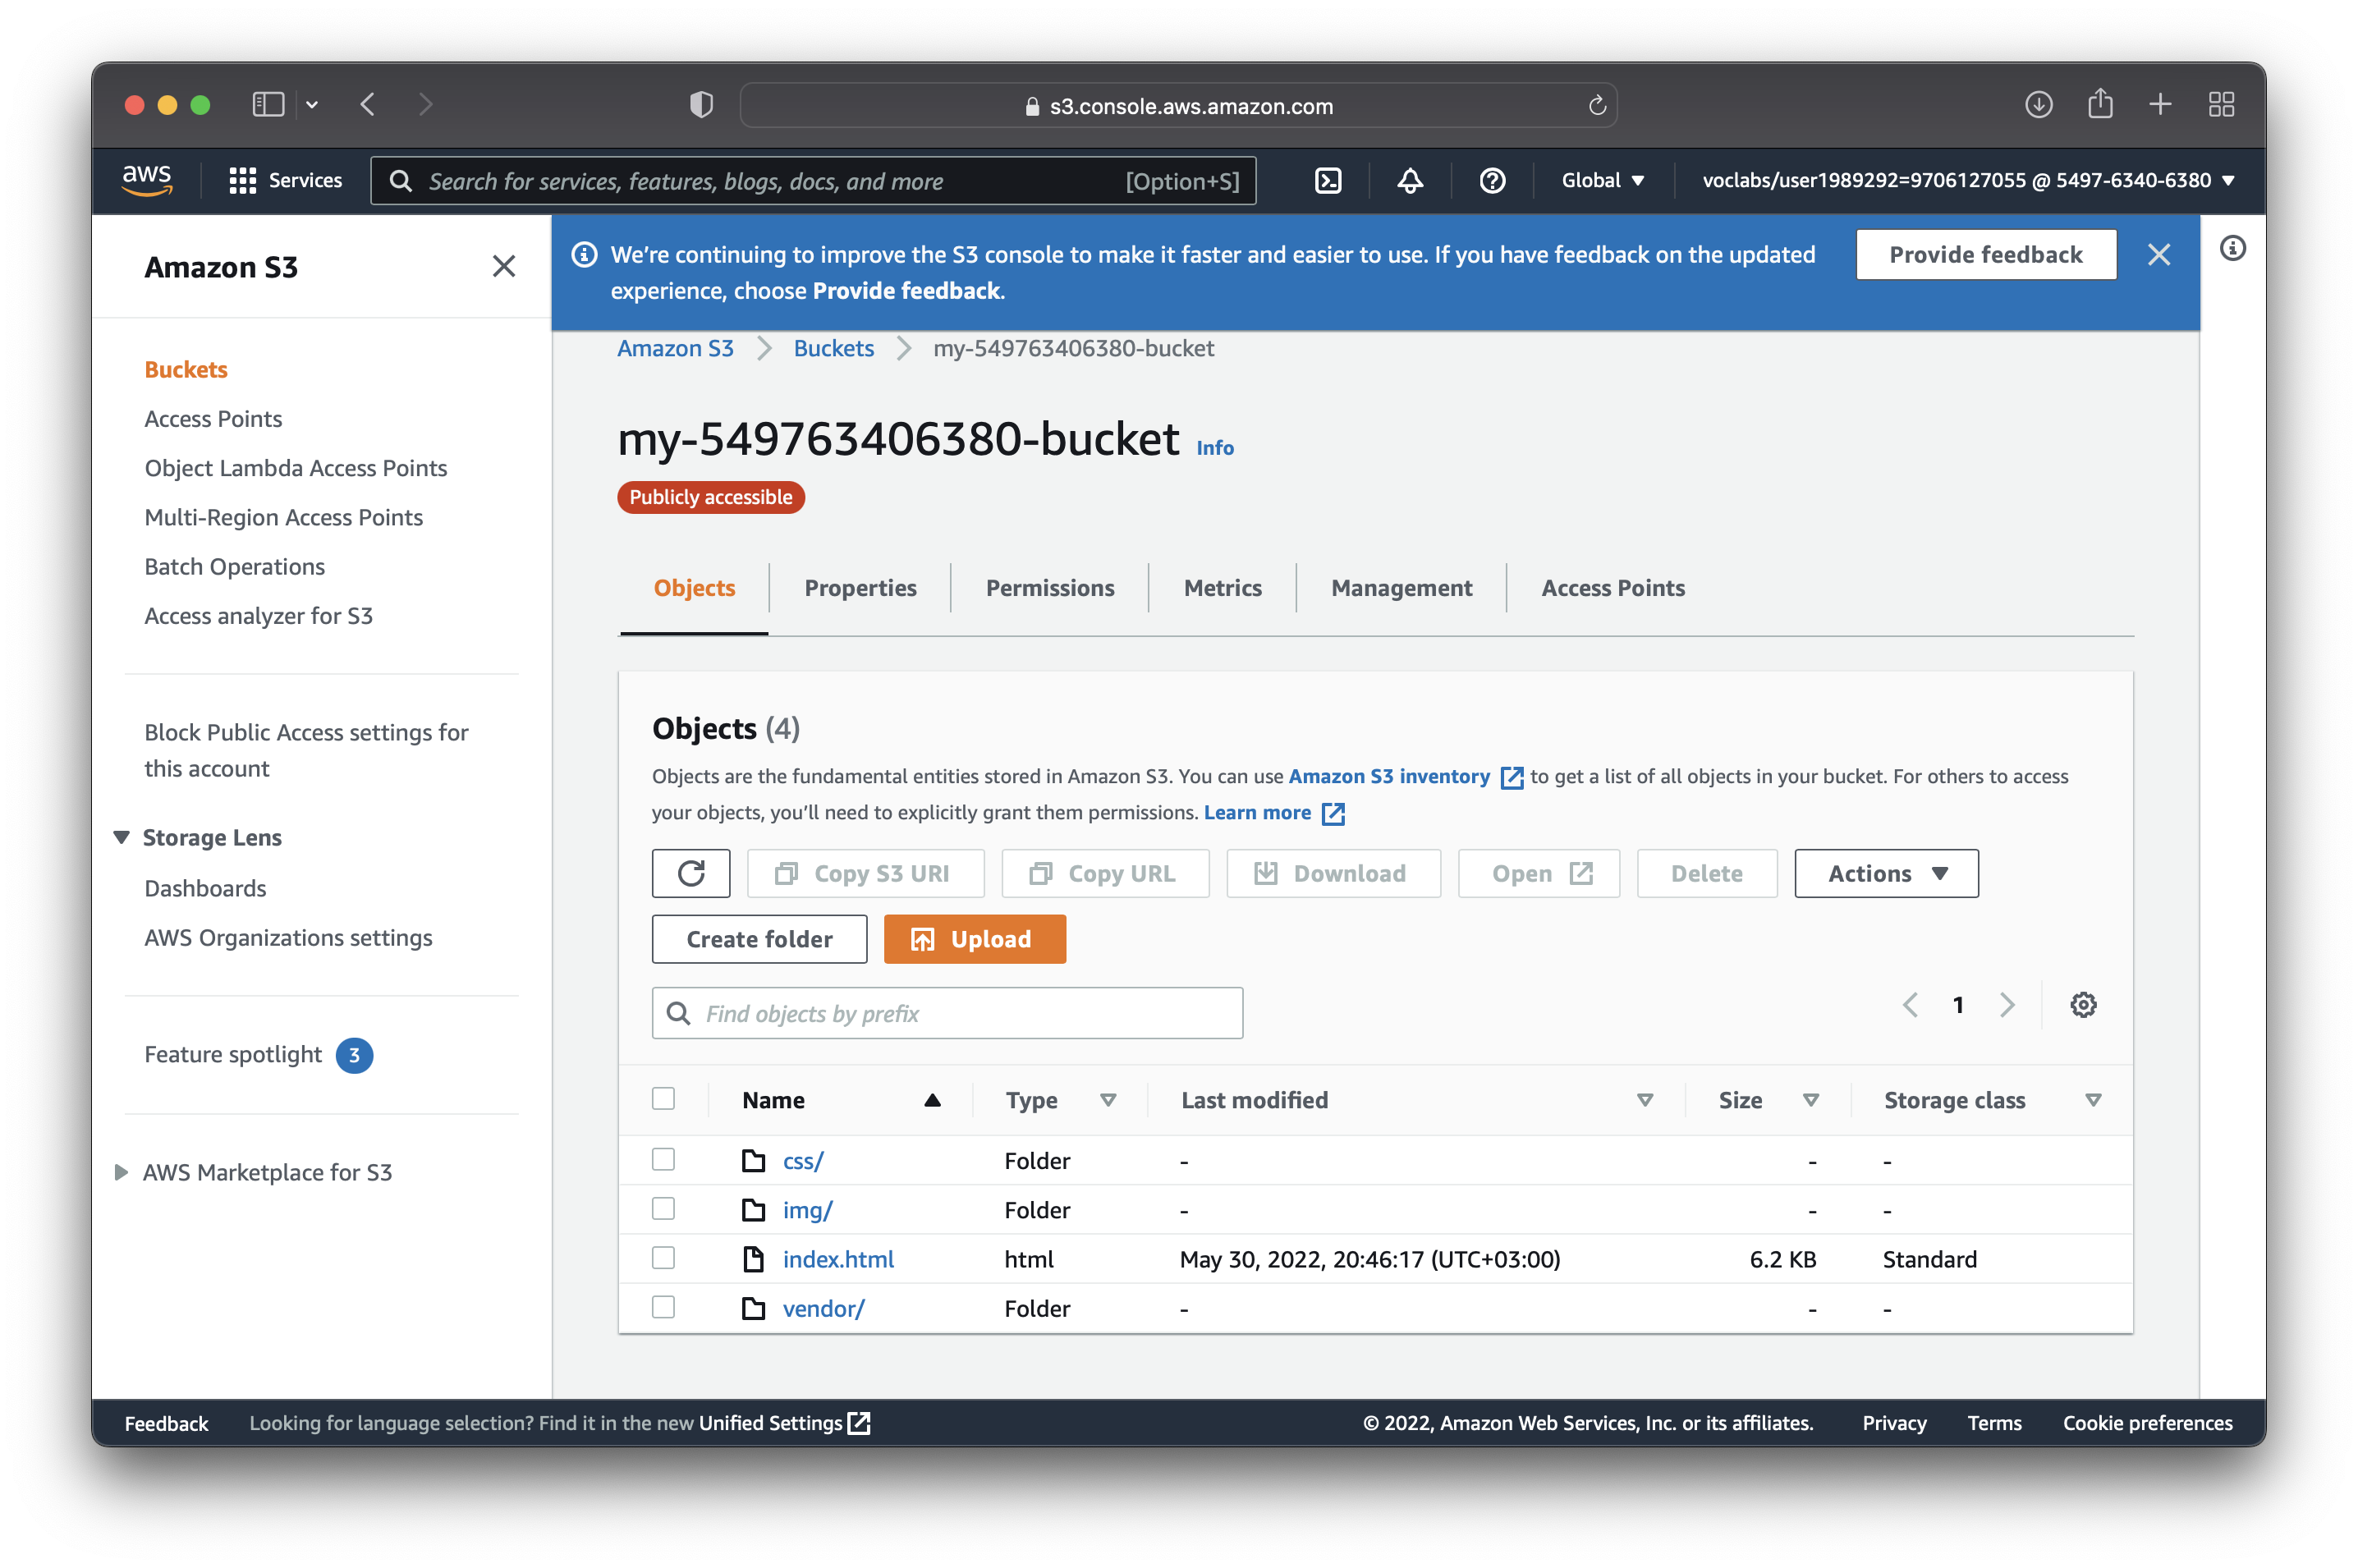 s3.console.aws.amazon.com
aws
Services
Search for services, features, blogs, docs, and more
[Option+S]
Global
voclabs/user1989292=9706127055 @ 5497-6340-6380
Amazon S3
Buckets
Access Points
Object Lambda Access Points
Multi-Region Access Points
Batch Operations
Access analyzer for S3
Block Public Access settings for
this account
Storage Lens
Dashboards
AWS Organizations settings
Feature spotlight 3
AWS Marketplace for S3
We're continuing to improve the S3 console to make it faster and easier to use. If you have feedback on the updated
experience, choose Provide feedback.
Provide feedback
Amazon S3 Buckets my-549763406380-bucket
my-549763406380-bucket Info
Publicly accessible
Objects Properties Permissions Metrics Management Access Points
Objects (4)
Objects are the fundamental entities stored in Amazon S3. You can use Amazon S3 inventory to get a list of all objects in your bucket. For others to access
your objects, you'll need to explicitly grant them permissions. Learn more
Copy S3 URI Copy URL Download Open Delete Actions
Create folder Upload
Find objects by prefix
1
Name Type Last modified Size Storage class
css/ Folder - - -
img/ Folder - - -
index.html html May 30, 2022, 20:46:17 (UTC+03:00) 6.2 KB Standard
vendor/ Folder - - -
Feedback Looking for language selection? Find it in the new Unified Settings © 2022, Amazon Web Services, Inc. or its affiliates. Privacy Terms Cookie preferences